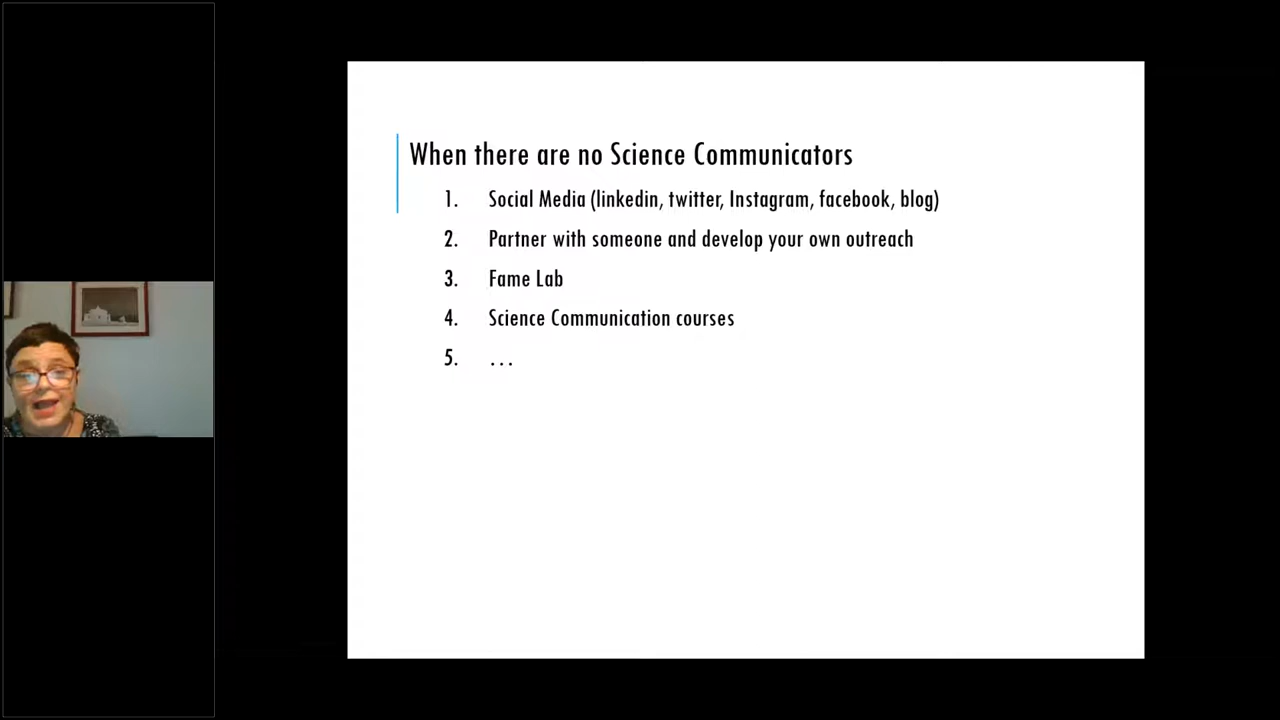 When there are no Science Communicators
1. Social Media (linkedin, twitter, Instagram, facebook, blog)
2. Partner with someone and develop your own outreach
3. Fame Lab
4. Science Communication courses
5. ...